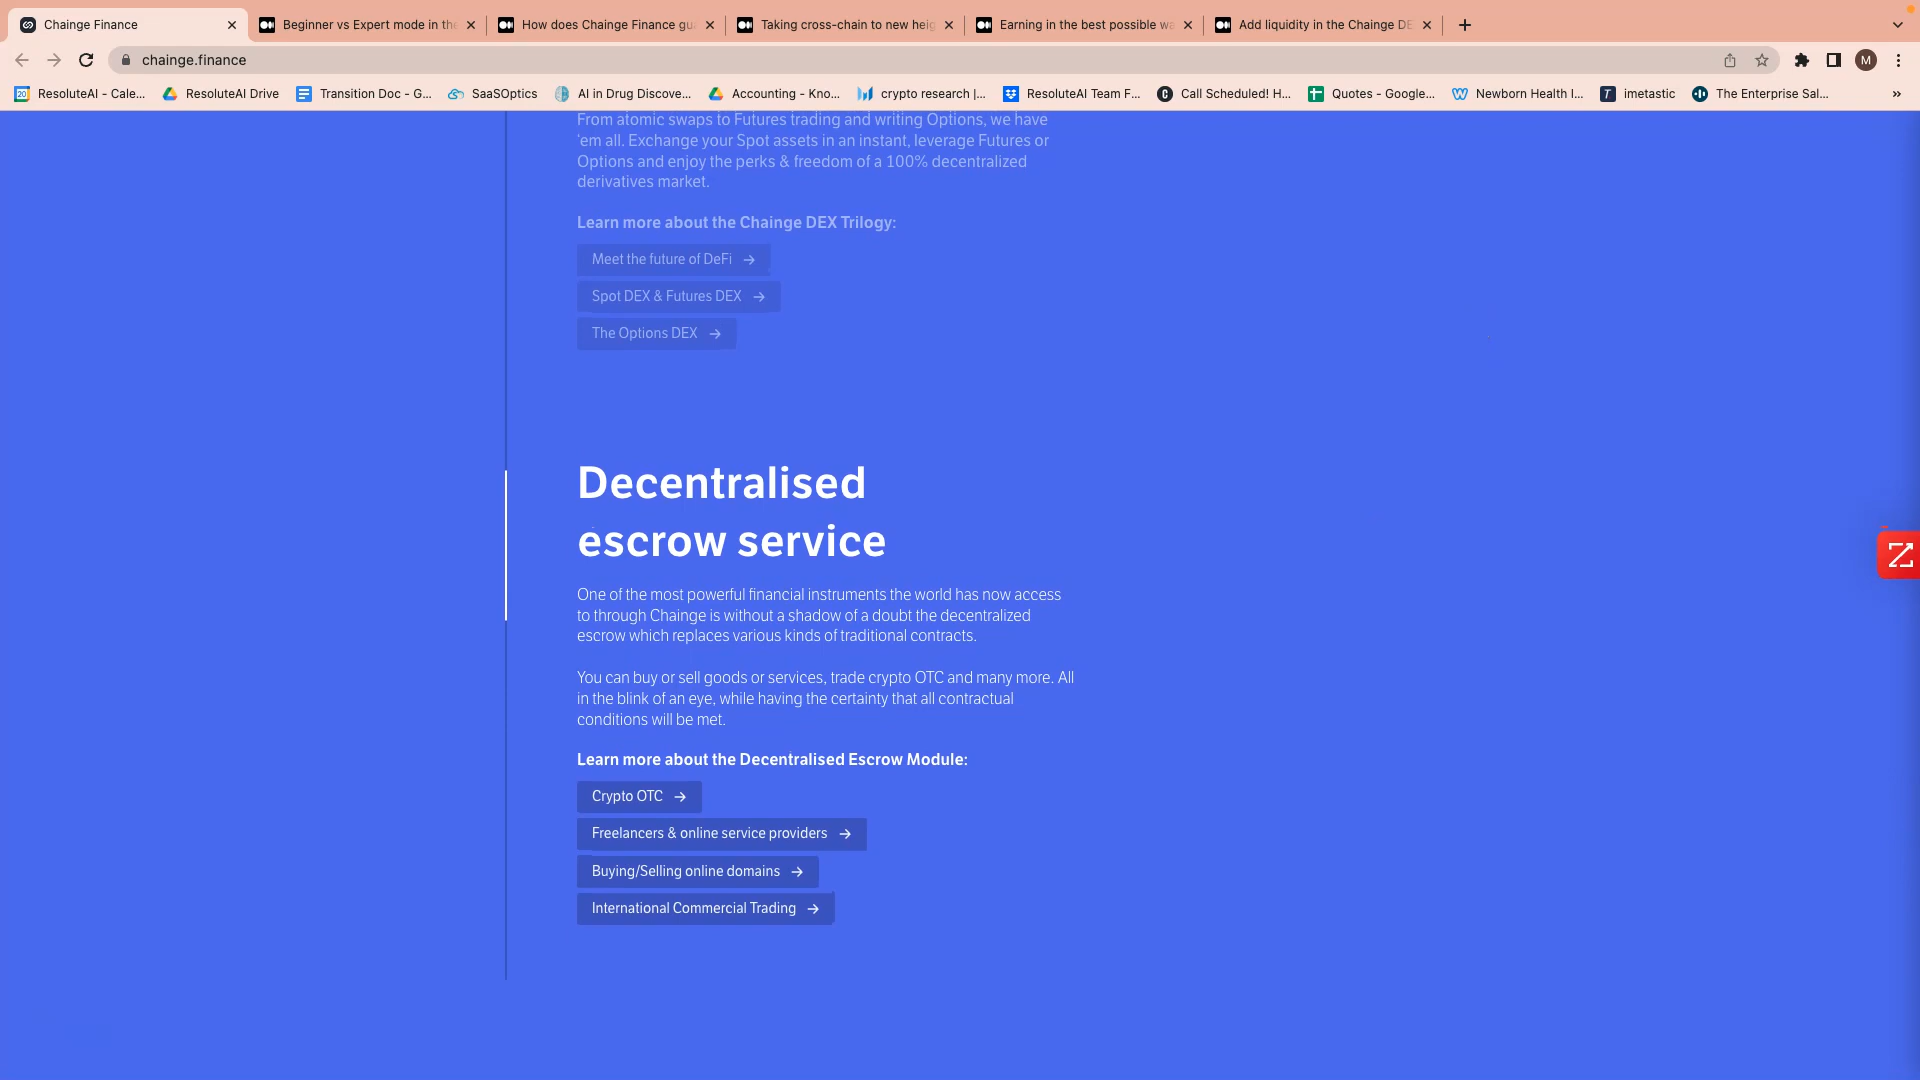 Chainge Finance
Beginner vs Expert mode in the
How does Chainge Finance gu
Taking cross-chain to new heig
Earning in the best possible wa
Add liquidity in the Chainge DE
chainge.finance
M
20
ResoluteAI - Cale...
ResoluteAI Drive
Transition Doc - G...
SaaSOptics
AI in Drug Discove...
Accounting - Kno...
crypto research |...
ResoluteAI Team F...
Call Scheduled! H...
Quotes - Google...
Newborn Health I...
imetastic
The Enterprise Sal...
From atomic swaps to Futures trading and writing Options, we have
'em all. Exchange your Spot assets in an instant, leverage Futures or
Options and enjoy the perks & freedom of a 100% decentralized
derivatives market.
Learn more about the Chainge DEX Trilogy:
Meet the future of DeFi →
Spot DEX & Futures DEX →
The Options DEX →
Decentralised
escrow service
One of the most powerful financial instruments the world has now access
to through Chainge is without a shadow of a doubt the decentralized
escrow which replaces various kinds of traditional contracts.
You can buy or sell goods or services, trade crypto OTC and many more. All
in the blink of an eye, while having the certainty that all contractual
conditions will be met.
Learn more about the Decentralised Escrow Module:
Crypto OTC →
Freelancers & online service providers →
Buying/Selling online domains →
International Commercial Trading →